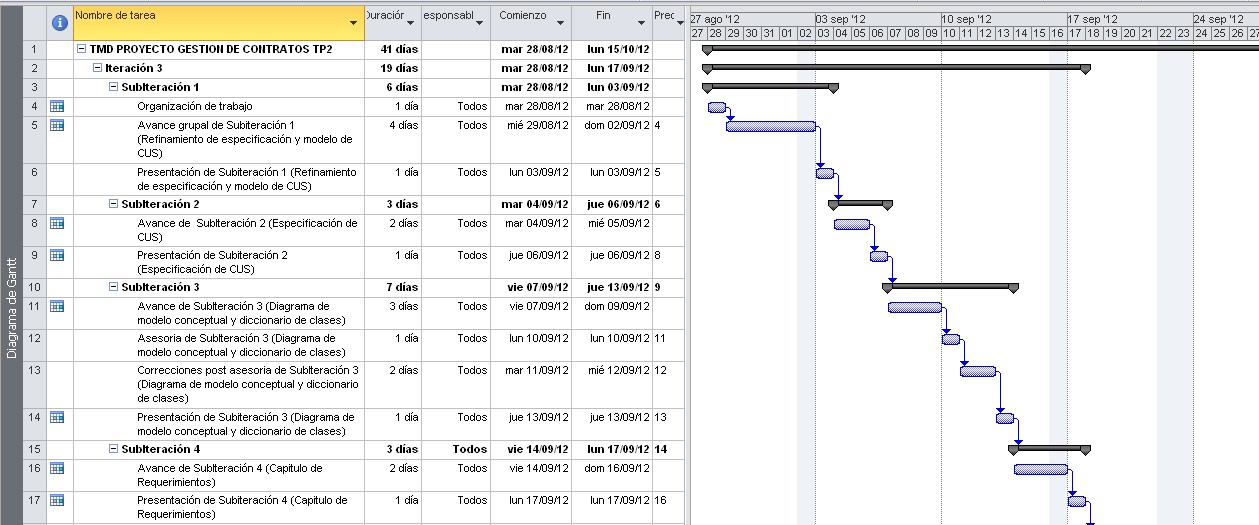 Nombre de tarea Duración esponsabl Comienzo Fin Prec
27 ago '12 03 sep '12 10 sep '12 17 sep '12 24 sep '12
27 28 29 30 31 01 02 03 04 05 06 07 08 09 10 11 12 13 14 15 16 17 18 19 20 21 22 23 24 25 26 27
Diagrama de Gantt
1 TMD PROYECTO GESTION DE CONTRATOS TP2 41 días mar 28/08/12 lun 15/10/12
2 Iteración 3 19 días mar 28/08/12 lun 17/09/12
3 SubIteración 1 6 días mar 28/08/12 lun 03/09/12
4 Organización de trabajo 1 día Todos mar 28/08/12 mar 28/08/12
5 Avance grupal de Subiteración 1 4 días Todos mié 29/08/12 dom 02/09/12 4
(Refinamiento de especificación y modelo de
CUS)
6 Presentación de Subiteración 1 (Refinamiento 1 día Todos lun 03/09/12 lun 03/09/12 5
de especificación y modelo de CUS)
7 SubIteración 2 3 días mar 04/09/12 jue 06/09/12 6
8 Avance de SubIteración 2 (Especificación de 2 días Todos mar 04/09/12 mié 05/09/12
CUS)
9 Presentación de Subiteración 2 1 día Todos jue 06/09/12 jue 06/09/12 8
(Especificación de CUS)
10 SubIteración 3 7 días vie 07/09/12 jue 13/09/12 9
11 Avance de SubIteración 3 (Diagrama de 3 días Todos vie 07/09/12 dom 09/09/12
modelo conceptual y diccionario de clases)
12 Asesoria de SubIteración 3 (Diagrama de 1 día Todos lun 10/09/12 lun 10/09/12 11
modelo conceptual y diccionario de clases)
13 Correcciones post asesoria de SubIteración 3 2 días Todos mar 11/09/12 mié 12/09/12 12
(Diagrama de modelo conceptual y diccionario
de clases)
14 Presentación de Subiteración 3 (Diagrama de 1 día Todos jue 13/09/12 jue 13/09/12 13
modelo conceptual y diccionario de clases)
15 SubIteración 4 3 días Todos vie 14/09/12 lun 17/09/12 14
16 Avance de SubIteración 4 (Capitulo de 2 días Todos vie 14/09/12 dom 16/09/12
Requerimientos)
17 Presentación de Subiteración 4 (Capitulo de 1 día Todos lun 17/09/12 lun 17/09/12 16
Requerimientos)